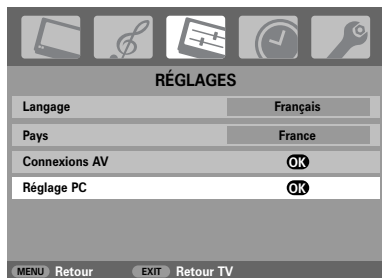 RÉGLAGES
Langage Français
Pays France
Connexions AV OK
Réglage PC OK
MENU Retour EXIT Retour TV